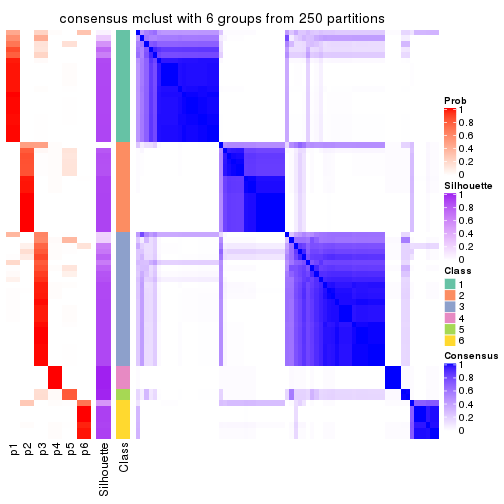 consensus mclust with 6 groups from 250 partitions
Prob
1
0.8
0.6
0.4
0.2
0
Silhouette
1
0.8
0.6
0.4
0.2
0
Class
1
2
3
4
5
6
Consensus
1
0.8
0.6
0.4
0.2
0
p1
p2
p3
p4
p5
p6
Silhouette
Class